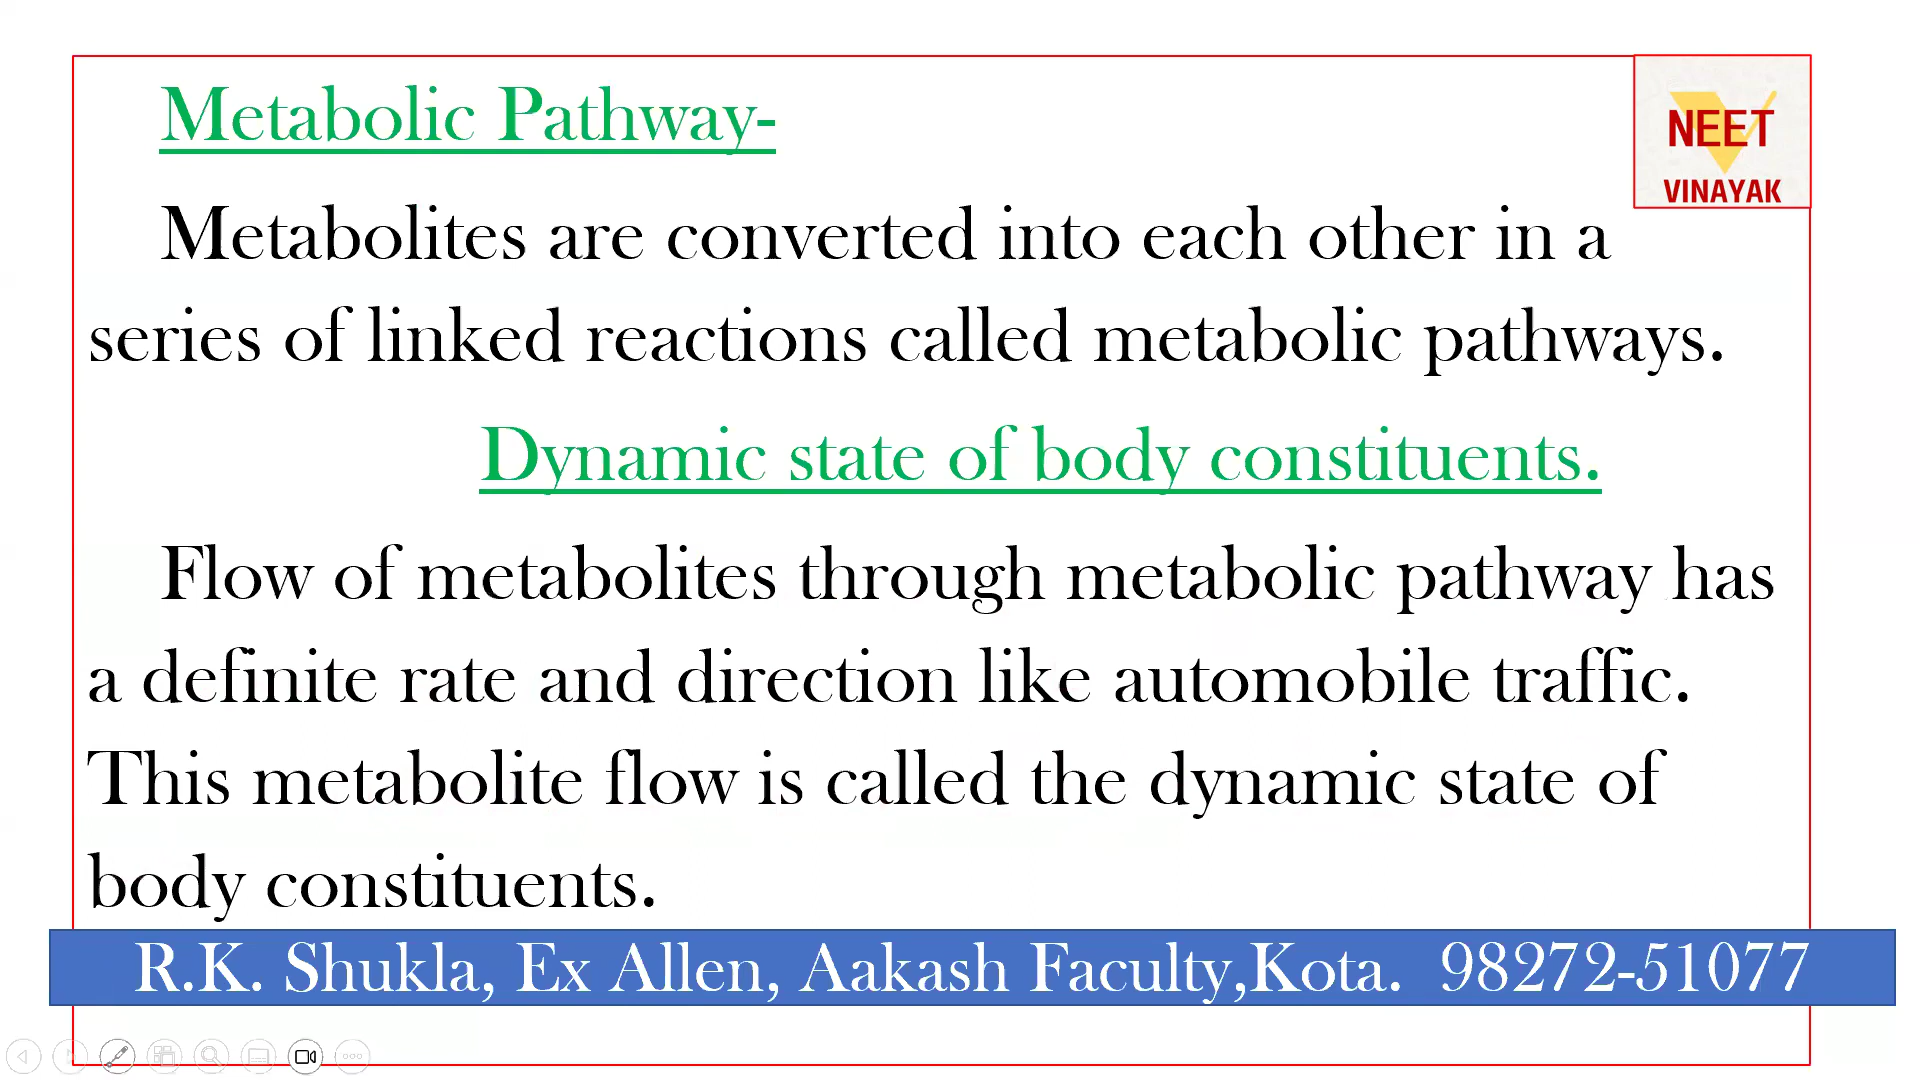 Metabolic Pathway-
NEET
VINAYAK
Metabolites are converted into each other in a
series of linked reactions called metabolic pathways.
Dynamic state of body constituents.
Flow of metabolites through metabolic pathway has
a definite rate and direction like automobile traffic.
This metabolite flow is called the dynamic state of
body constituents.
R.K. Shukla, Ex Allen, Aakash Faculty,Kota. 98272-51077